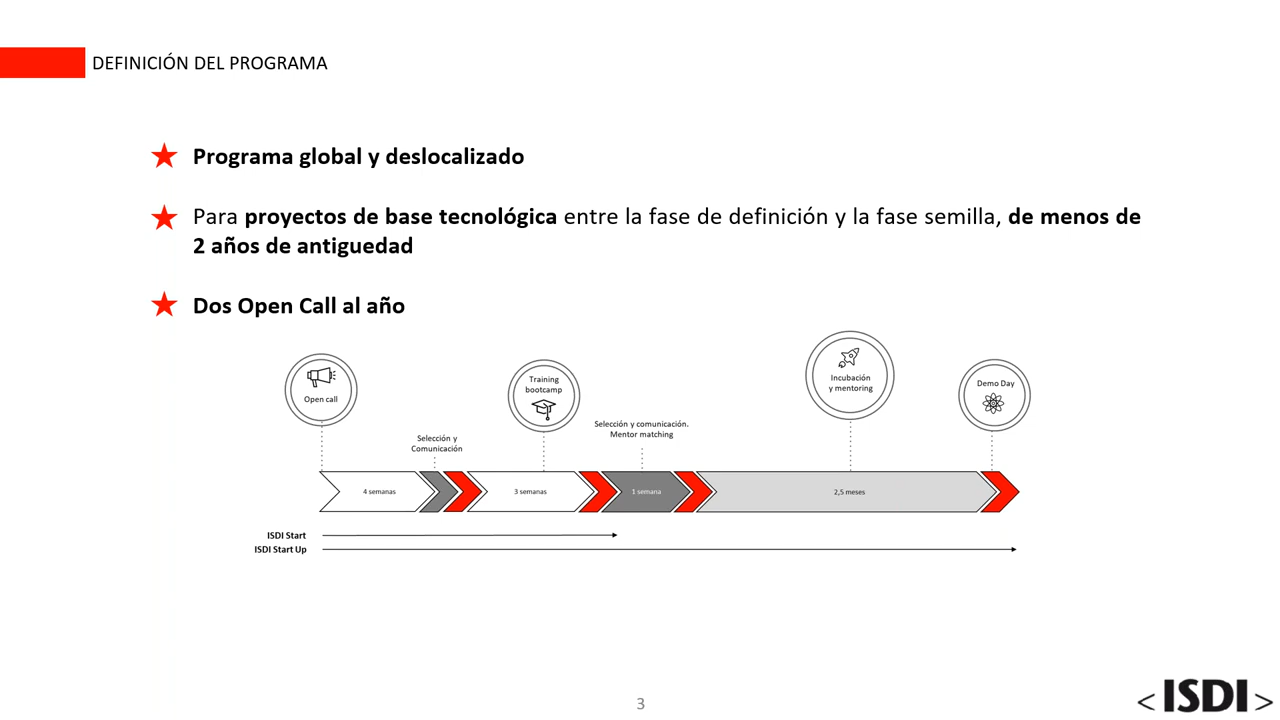 DEFINICIÓN DEL PROGRAMA
Programa global y deslocalizado
Para proyectos de base tecnológica entre la fase de definición y la fase semilla, de menos de
2 años de antiguedad
Dos Open Call al año
Open call
Training
bootcamp
Incubación
y mentoring
Demo Day
Selección y
Comunicación
Selección y comunicación.
Mentor matching
4 semanas
3 semanas
1 semana
2,5 meses
ISDI Start
ISDI Start Up
3
<ISDI>